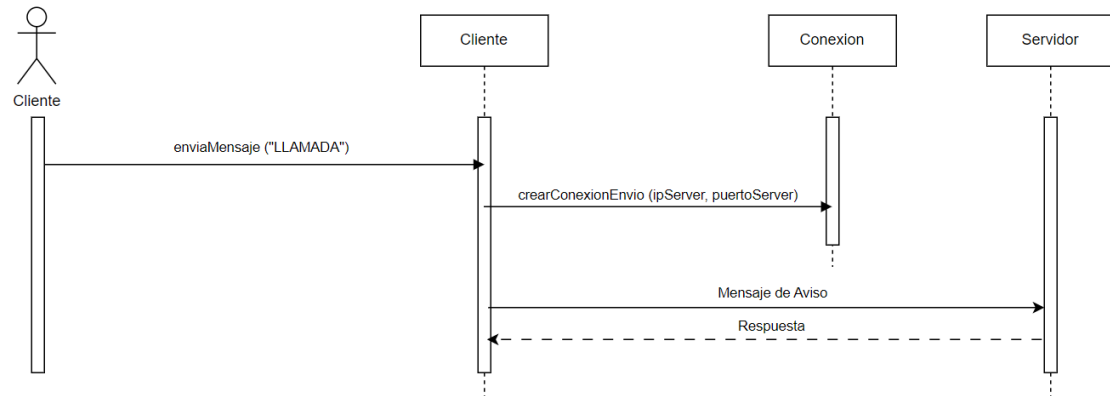 Cliente
Conexion
Servidor
Cliente
enviaMensaje ("LLAMADA")
crearConexionEnvio (ipServer, puertoServer)
Mensaje de Aviso
Respuesta